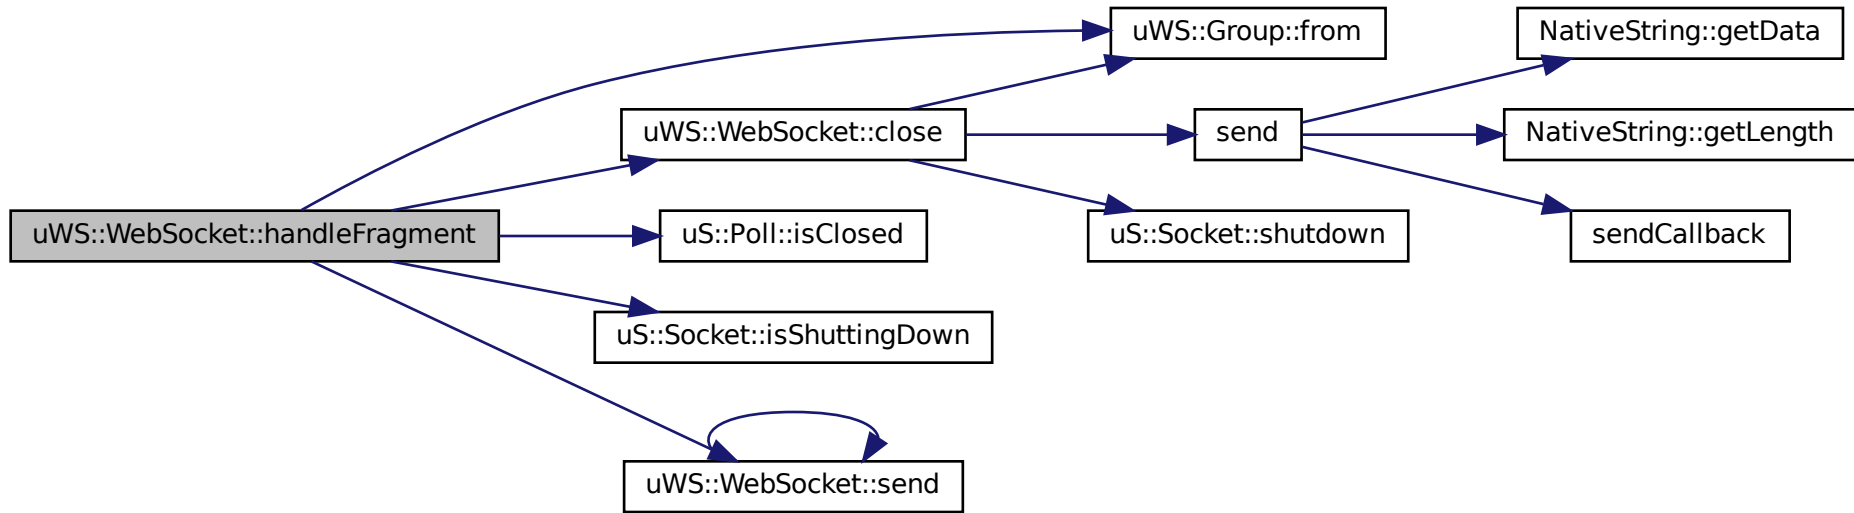 uWS::Group::from
NativeString::getData
uWS::WebSocket::close
send
NativeString::getLength
uWS::WebSocket::handleFragment
uS::Poll::isClosed
uS::Socket::shutdown
sendCallback
uS::Socket::isShuttingDown
uWS::WebSocket::send